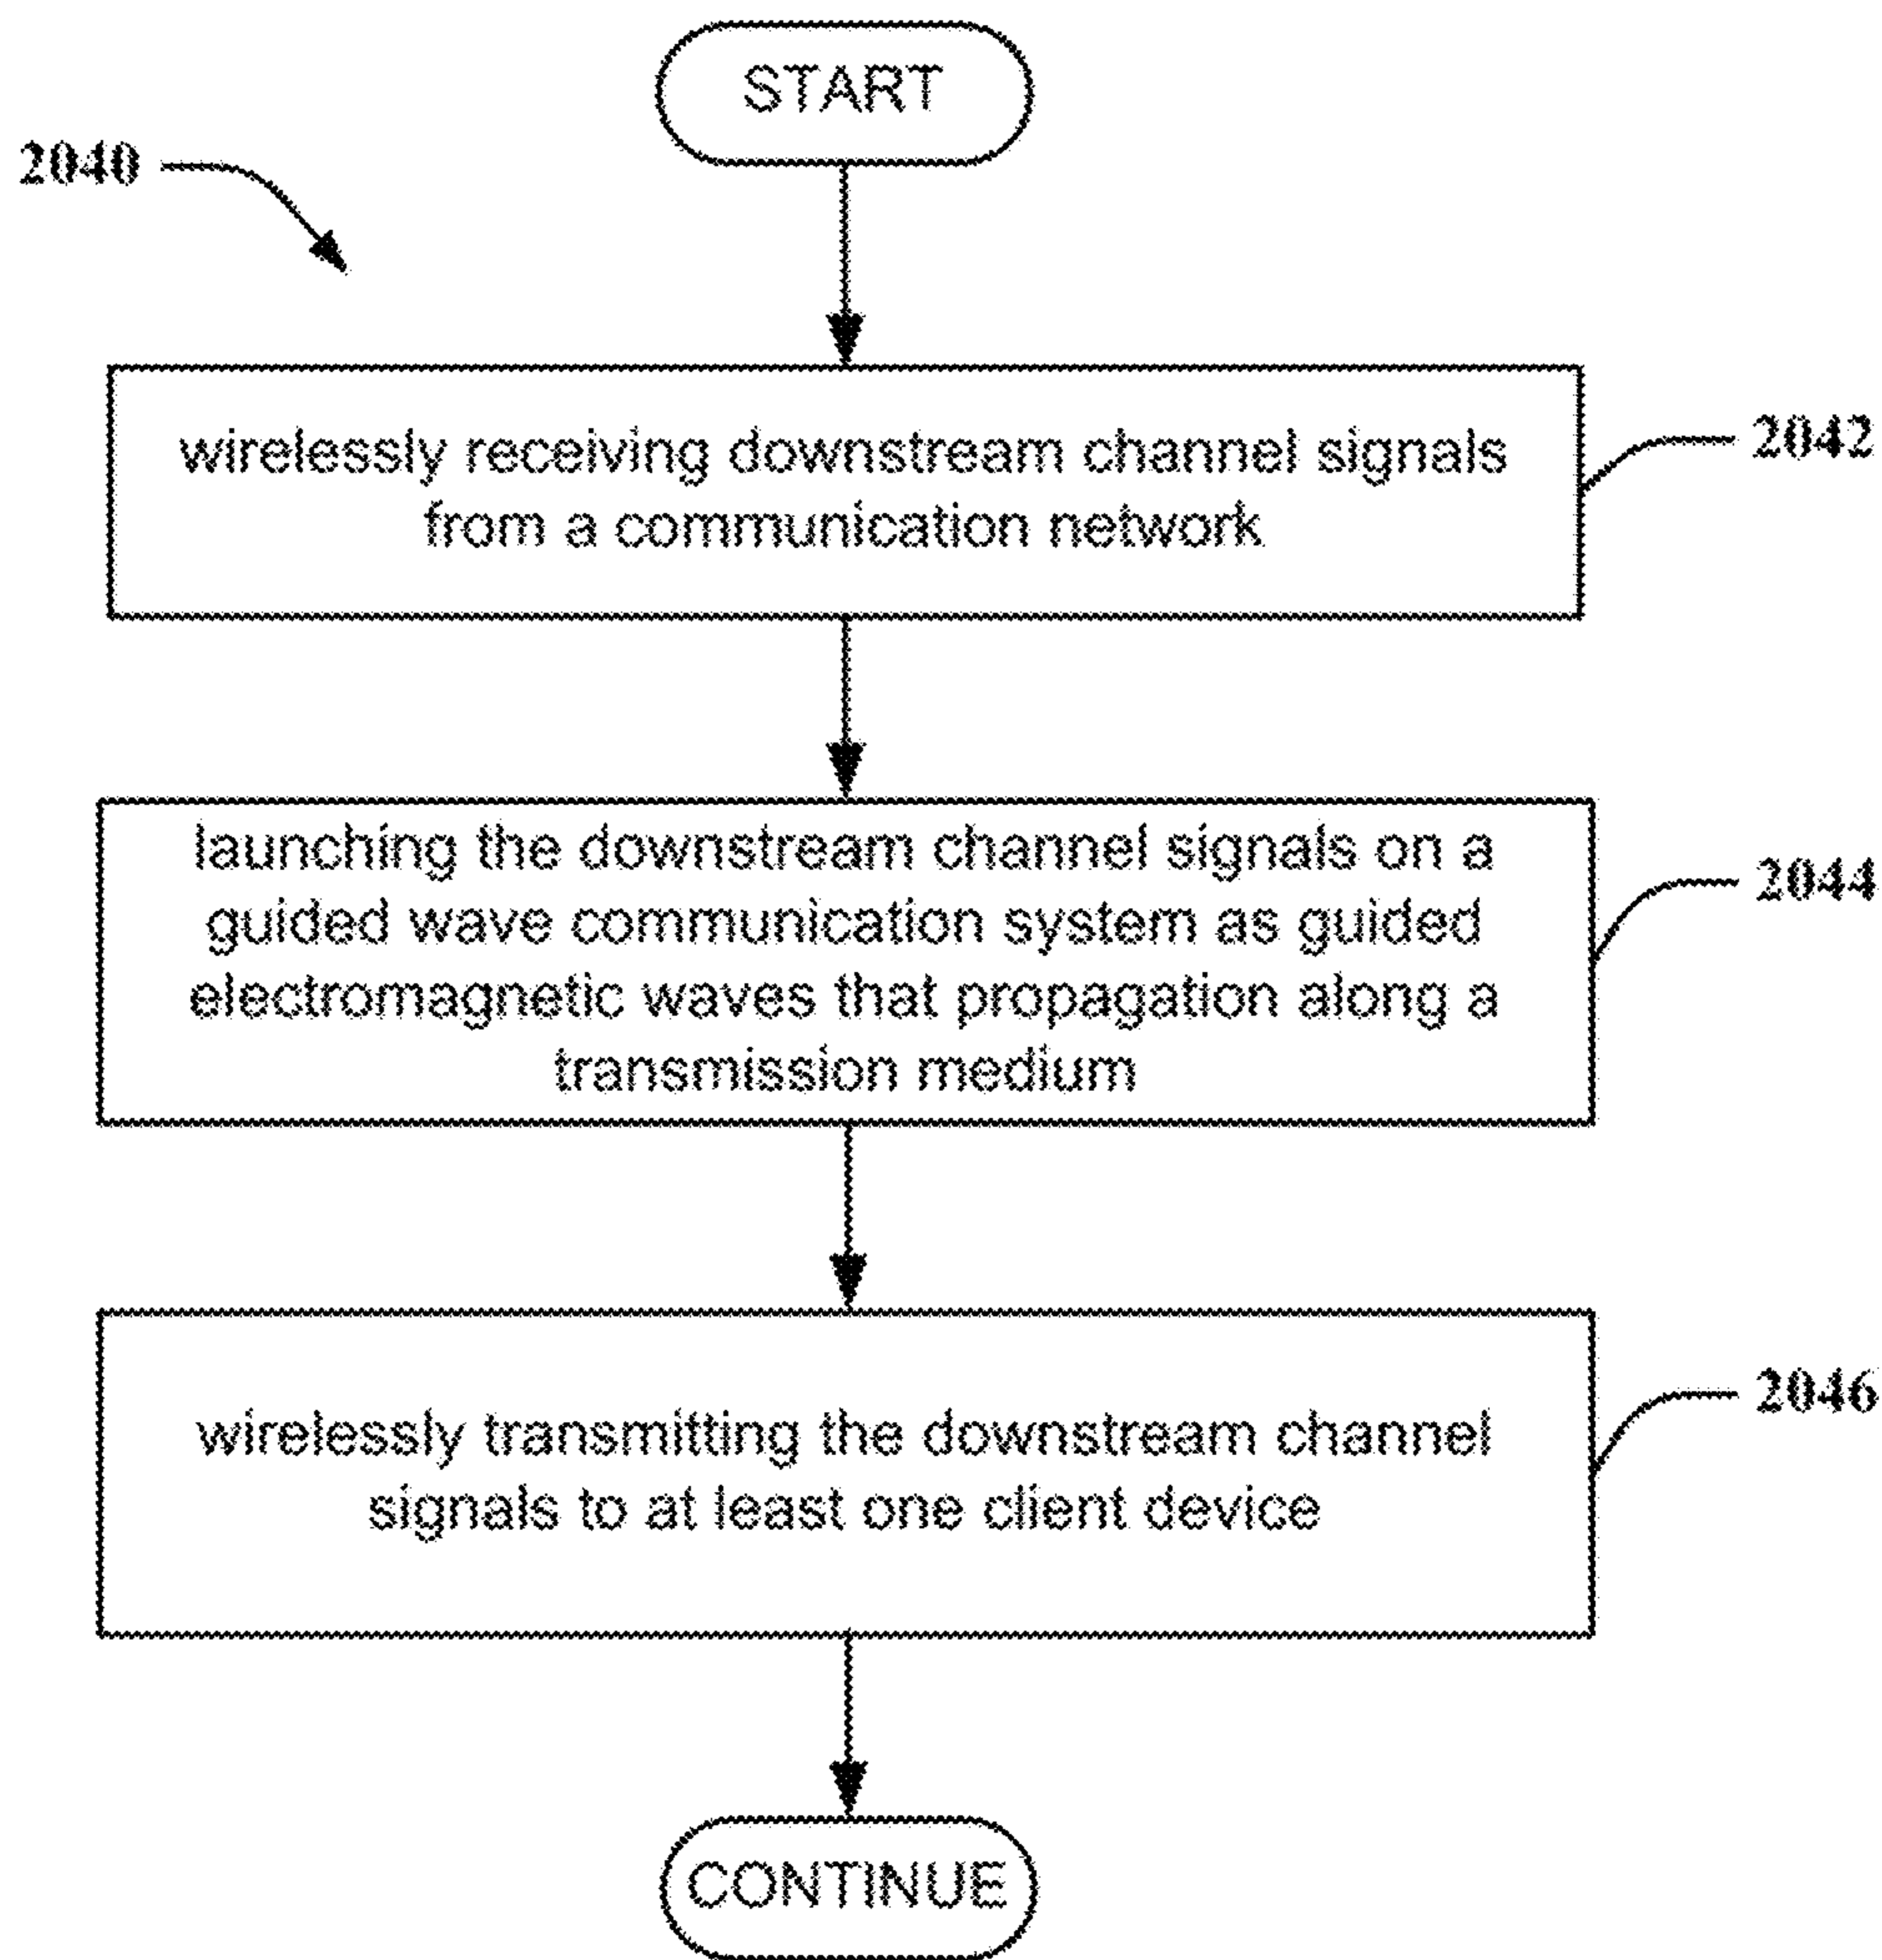 START
2040
wirelessly receiving downstream channel signals
from a communication network
2042
launching the downstream channel signals on a
guided wave communication system as guided
electromagnetic waves that propagation along a
transmission medium
2044
wirelessly transmitting the downstream channel
signals to at least one client device
2046
CONTINUE